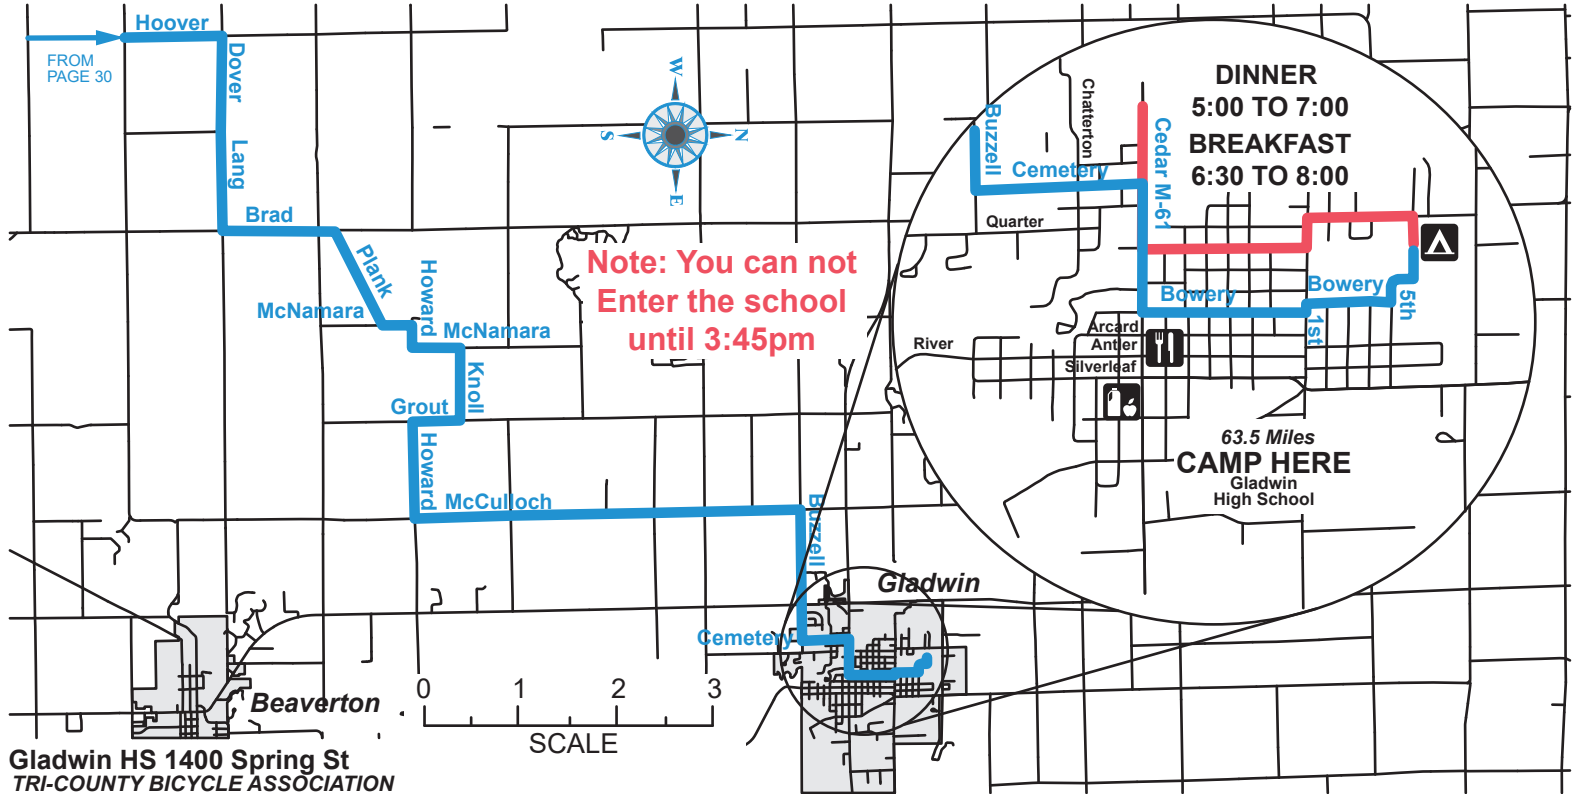 Hoover
FROM
PAGE 30
Dover
Lang
Brad
Plank
McNamara
Howard
McNamara
Knoll
Grout
Howard
McCulloch
Buzzell
Cemetery
W
S
N
E
Note: You can not
Enter the school
until 3:45pm
DINNER
5:00 TO 7:00
BREAKFAST
6:30 TO 8:00
Chatterton
Buzzell
Cemetery
Cedar M-61
Quarter
Bowery
Bowery
5th
1st
River
Arcard
Antler
Silverleaf
63.5 Miles
CAMP HERE
Gladwin
High School
Gladwin
Beaverton
0 1 2 3
SCALE
Gladwin HS 1400 Spring St
TRI-COUNTY BICYCLE ASSOCIATION